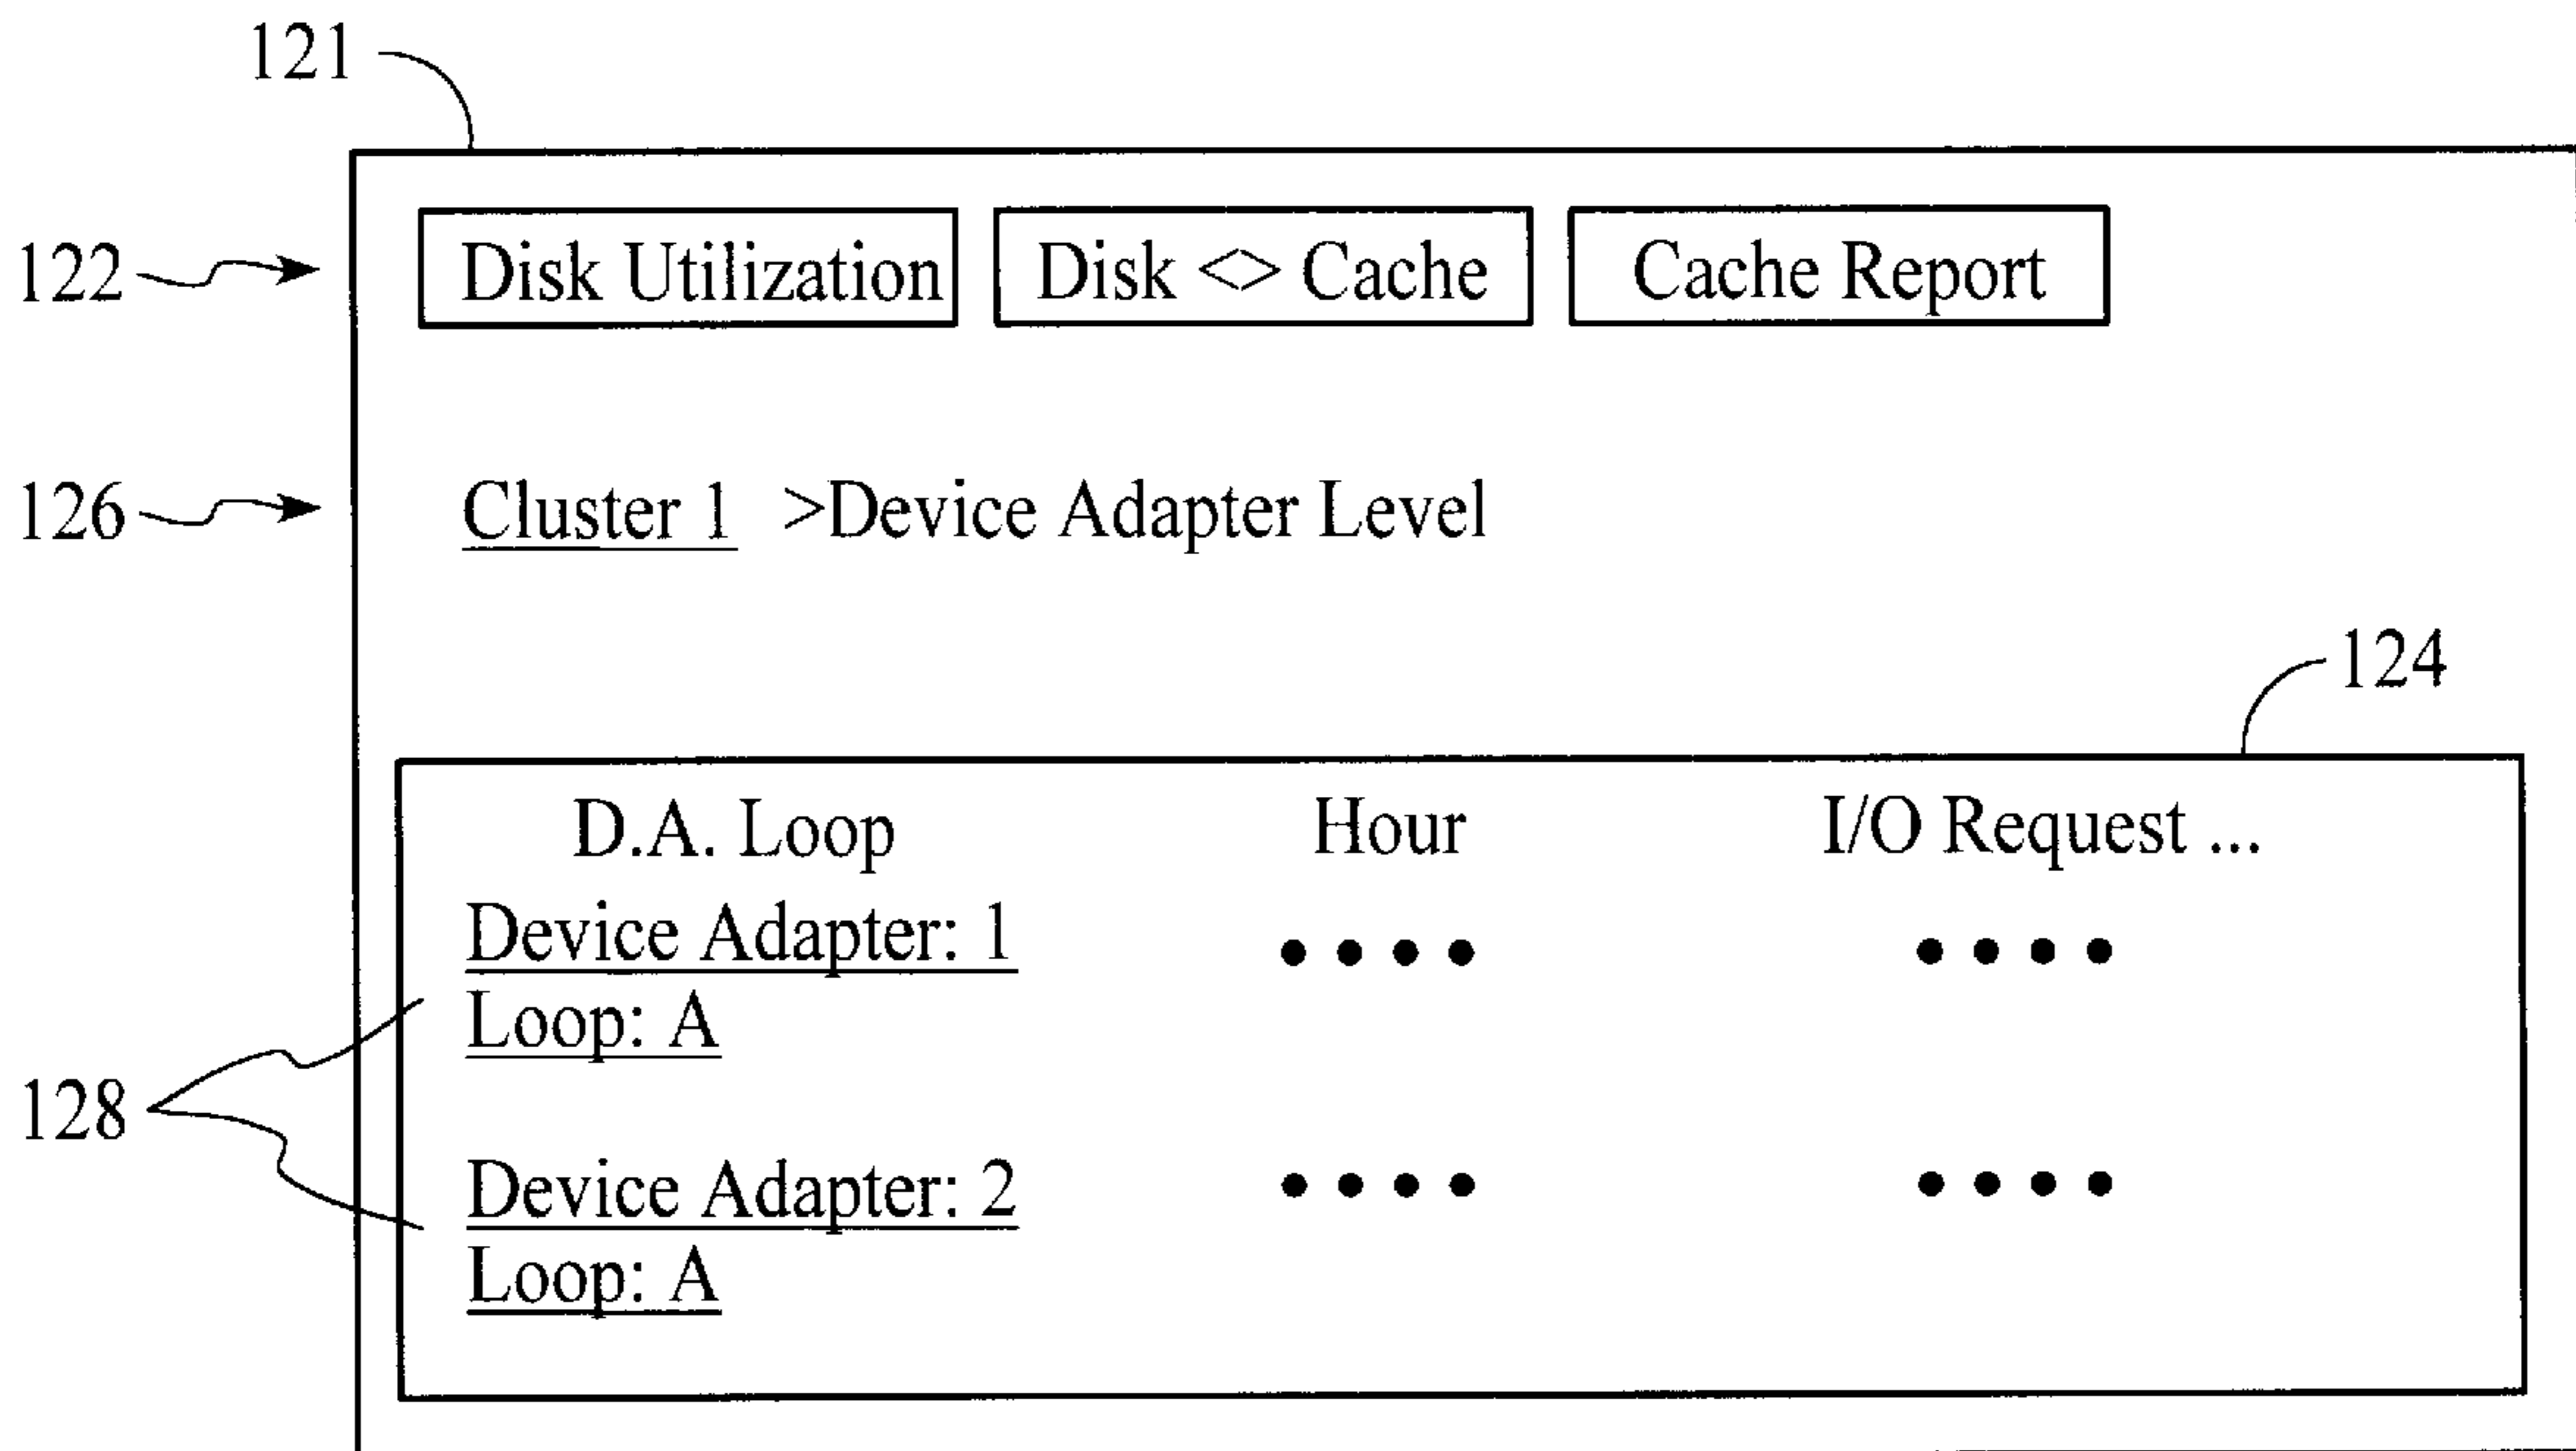 121
122 Disk Utilization Disk <> Cache Cache Report
126 Cluster 1 >Device Adapter Level
124
D.A. Loop Hour I/O Request ...
Device Adapter: 1 • • • • • • • •
Loop: A
128
Device Adapter: 2 • • • • • • • •
Loop: A